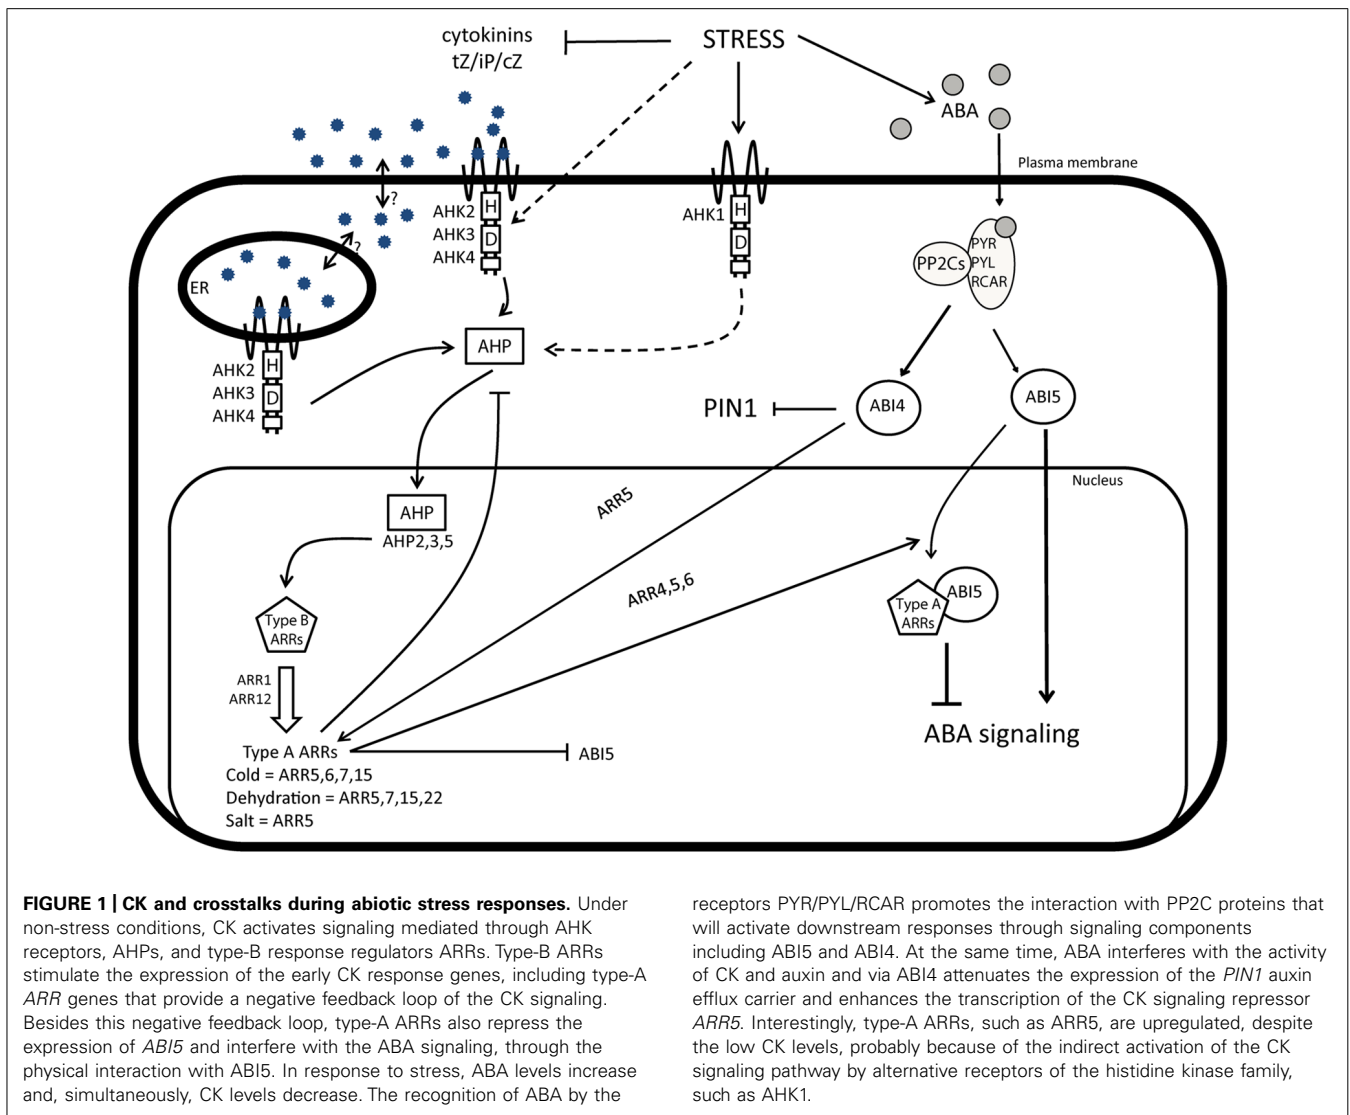 cytokinins
tZ/iP/cZ
STRESS
ABA
Plasma membrane
?
?
ER
AHK2
AHK3
AHK4
H
D
AHK1
H
D
PP2Cs
PYR
PYL
RCAR
AHK2
AHK3
AHK4
H
D
AHP
PIN1
ABI4
ABI5
Nucleus
AHP
AHP2,3,5
ARR5
ARR4,5,6
Type B
ARRs
Type A
ARRs
ABI5
ARR1
ARR12
ABA signaling
Type A ARRs
ABI5
Cold = ARR5,6,7,15
Dehydration = ARR5,7,15,22
Salt = ARR5
FIGURE 1 | CK and crosstalks during abiotic stress responses. Under
non-stress conditions, CK activates signaling mediated through AHK
receptors, AHPs, and type-B response regulators ARRs. Type-B ARRs
stimulate the expression of the early CK response genes, including type-A
ARR genes that provide a negative feedback loop of the CK signaling.
Besides this negative feedback loop, type-A ARRs also repress the
expression of ABI5 and interfere with the ABA signaling, through the
physical interaction with ABI5. In response to stress, ABA levels increase
and, simultaneously, CK levels decrease. The recognition of ABA by the
receptors PYR/PYL/RCAR promotes the interaction with PP2C proteins that
will activate downstream responses through signaling components
including ABI5 and ABI4. At the same time, ABA interferes with the activity
of CK and auxin and via ABI4 attenuates the expression of the PIN1 auxin
efflux carrier and enhances the transcription of the CK signaling repressor
ARR5. Interestingly, type-A ARRs, such as ARR5, are upregulated, despite
the low CK levels, probably because of the indirect activation of the CK
signaling pathway by alternative receptors of the histidine kinase family,
such as AHK1.